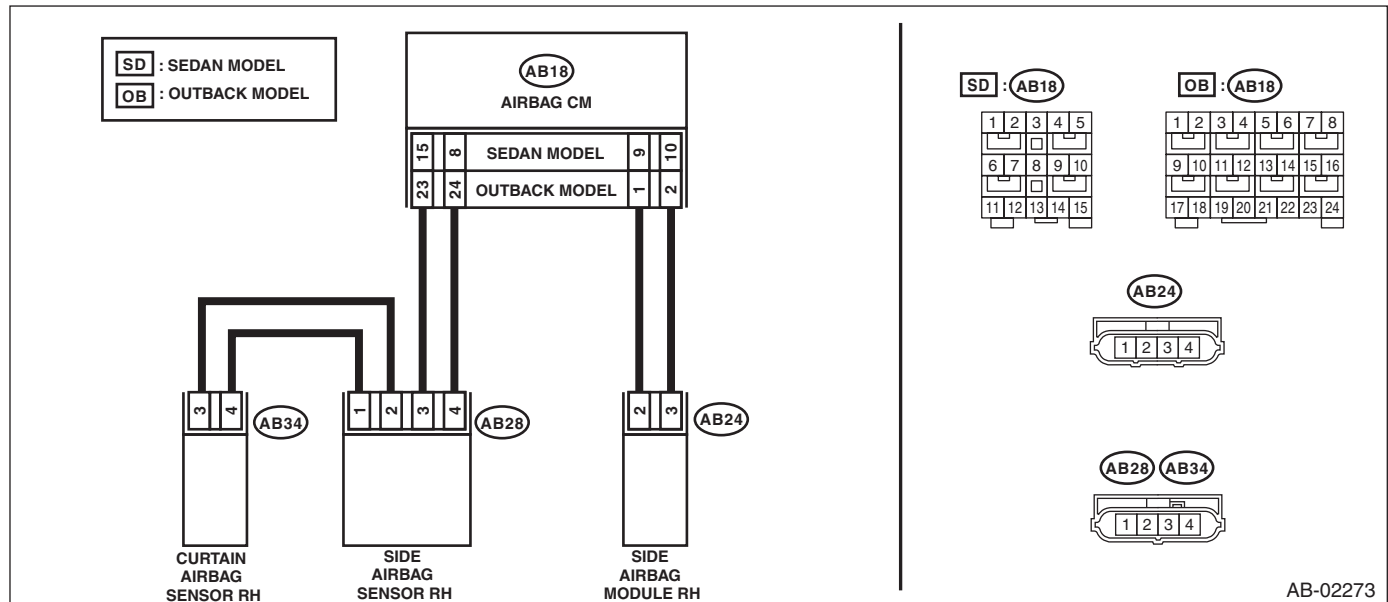 SD : SEDAN MODEL
OB : OUTBACK MODEL
AB18
AIRBAG CM
15 8 SEDAN MODEL 9 10
23 24 OUTBACK MODEL 1 2
3 4 AB34
1 2 3 4 AB28
2 3 AB24
CURTAIN
AIRBAG
SENSOR RH
SIDE
AIRBAG
SENSOR RH
SIDE
AIRBAG
MODULE RH
SD : AB18
1 2 3 4 5
6 7 8 9 10
11 12 13 14 15
OB : AB18
1 2 3 4 5 6 7 8
9 10 11 12 13 14 15 16
17 18 19 20 21 22 23 24
AB24
1 2 3 4
AB28 AB34
1 2 3 4
AB-02273